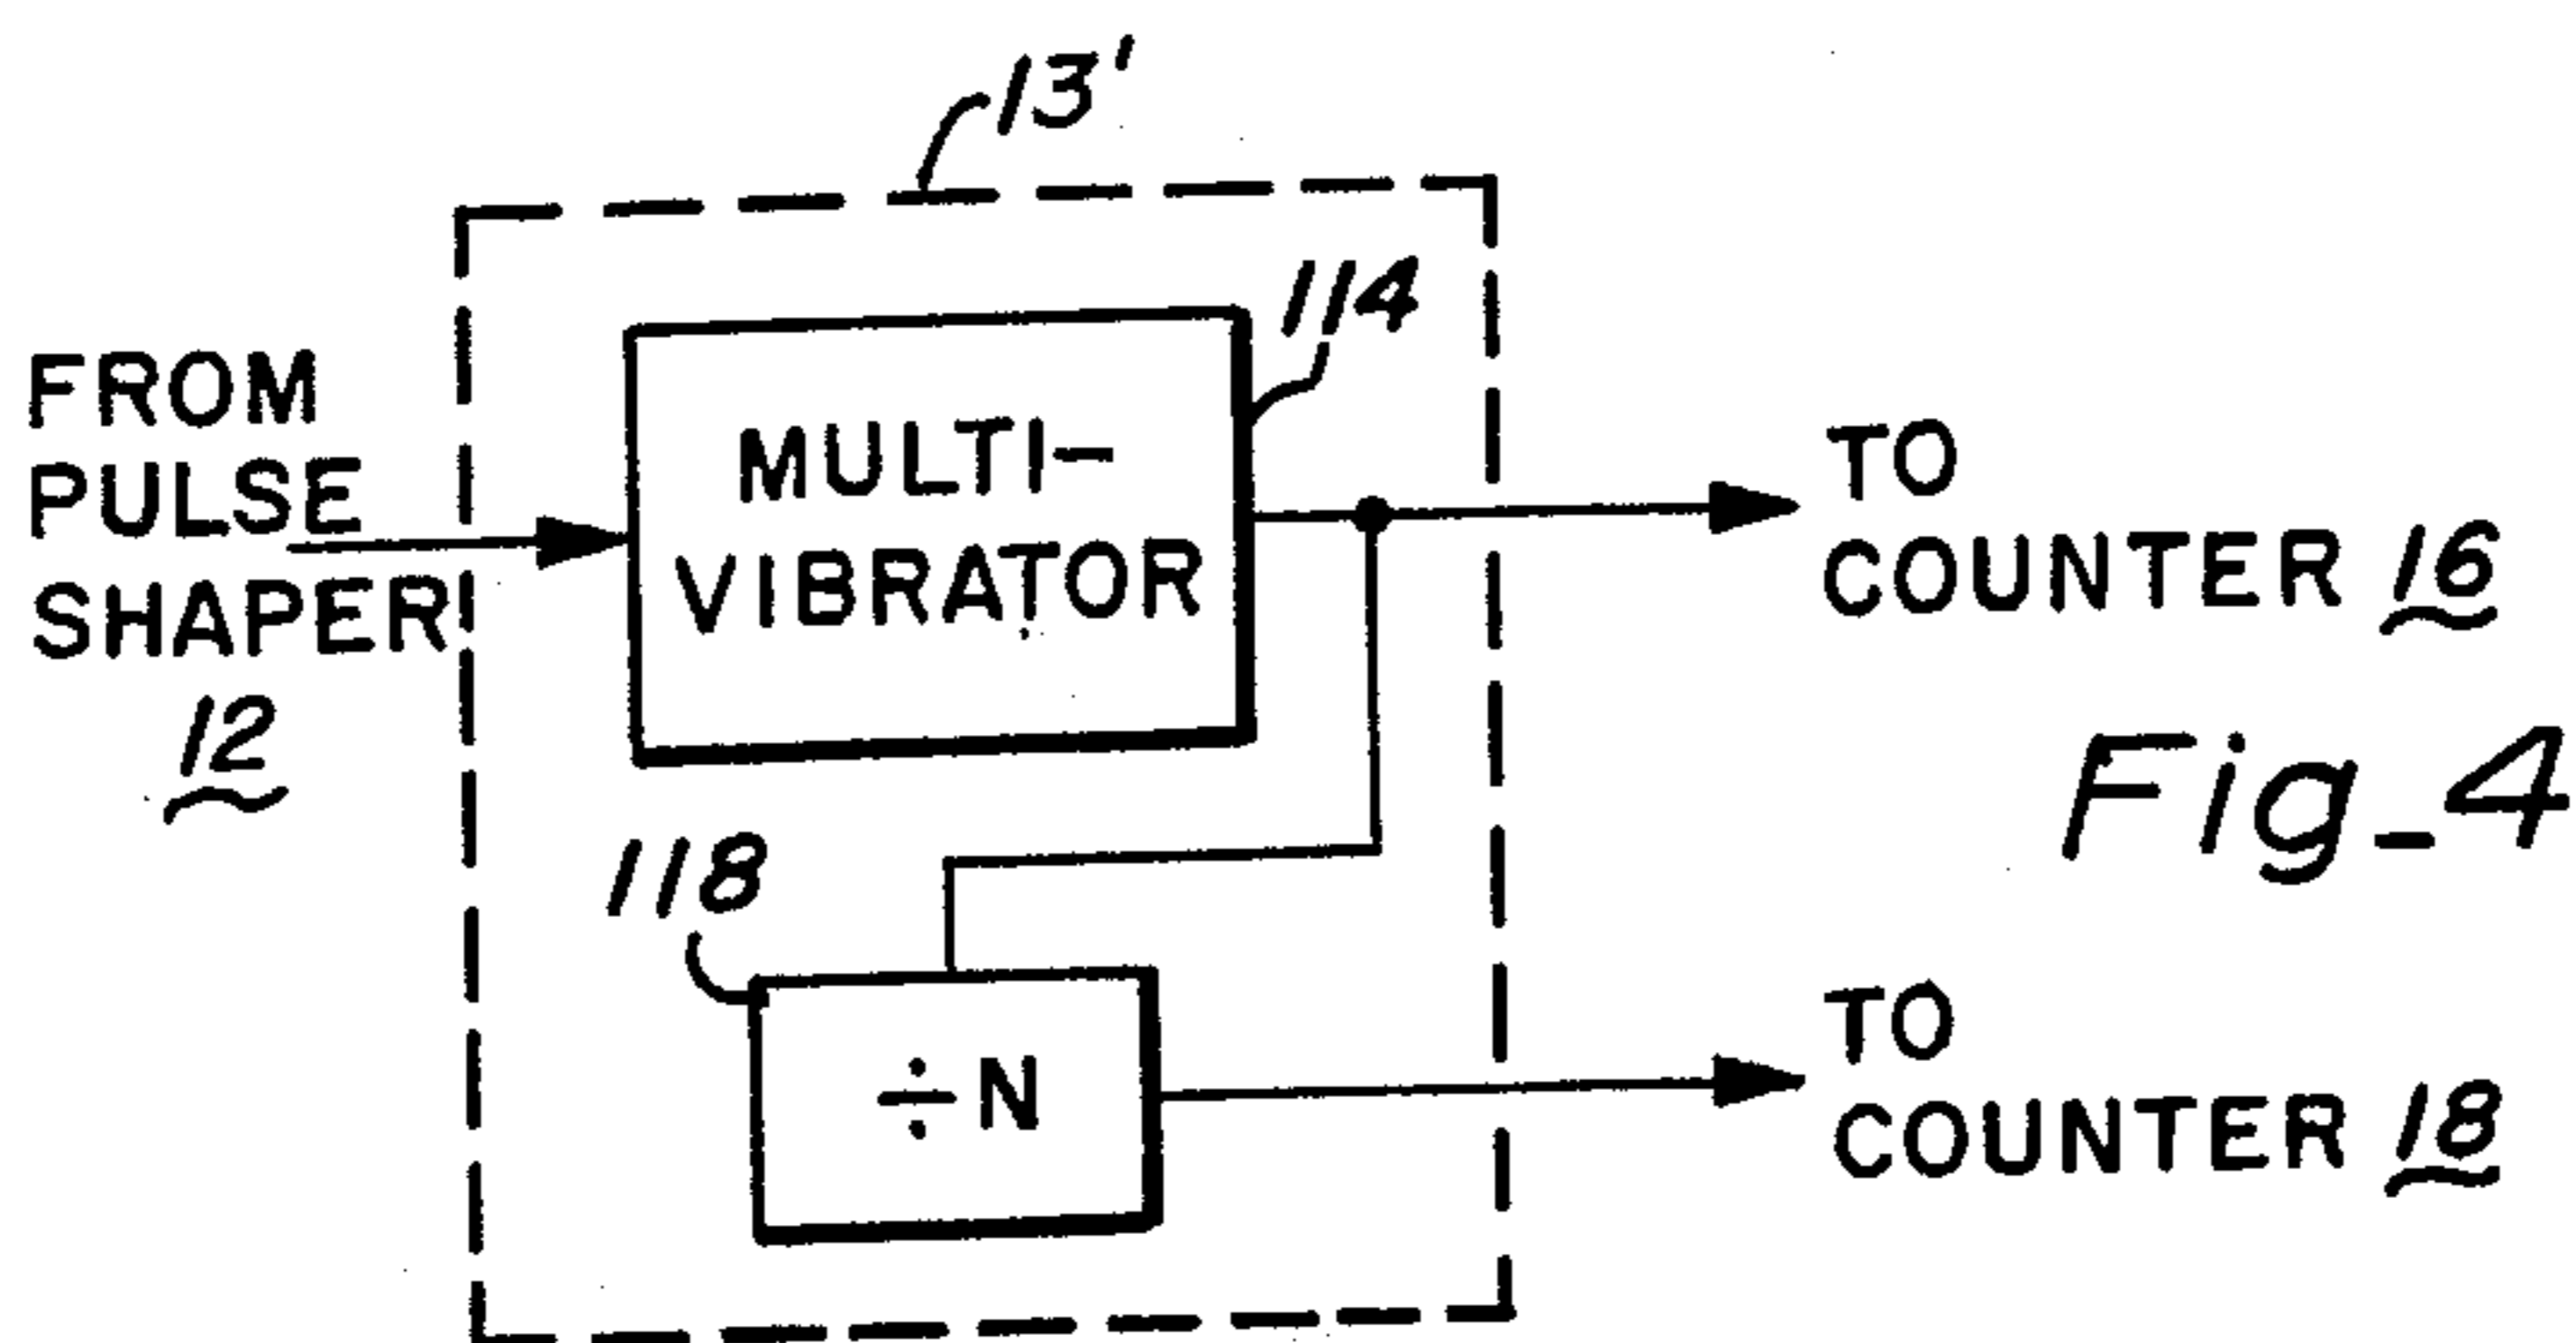 13'
114
FROM
PULSE
SHAPER
12
MULTI-
VIBRATOR
TO
COUNTER 16
Fig_4
118
÷N
TO
COUNTER 18